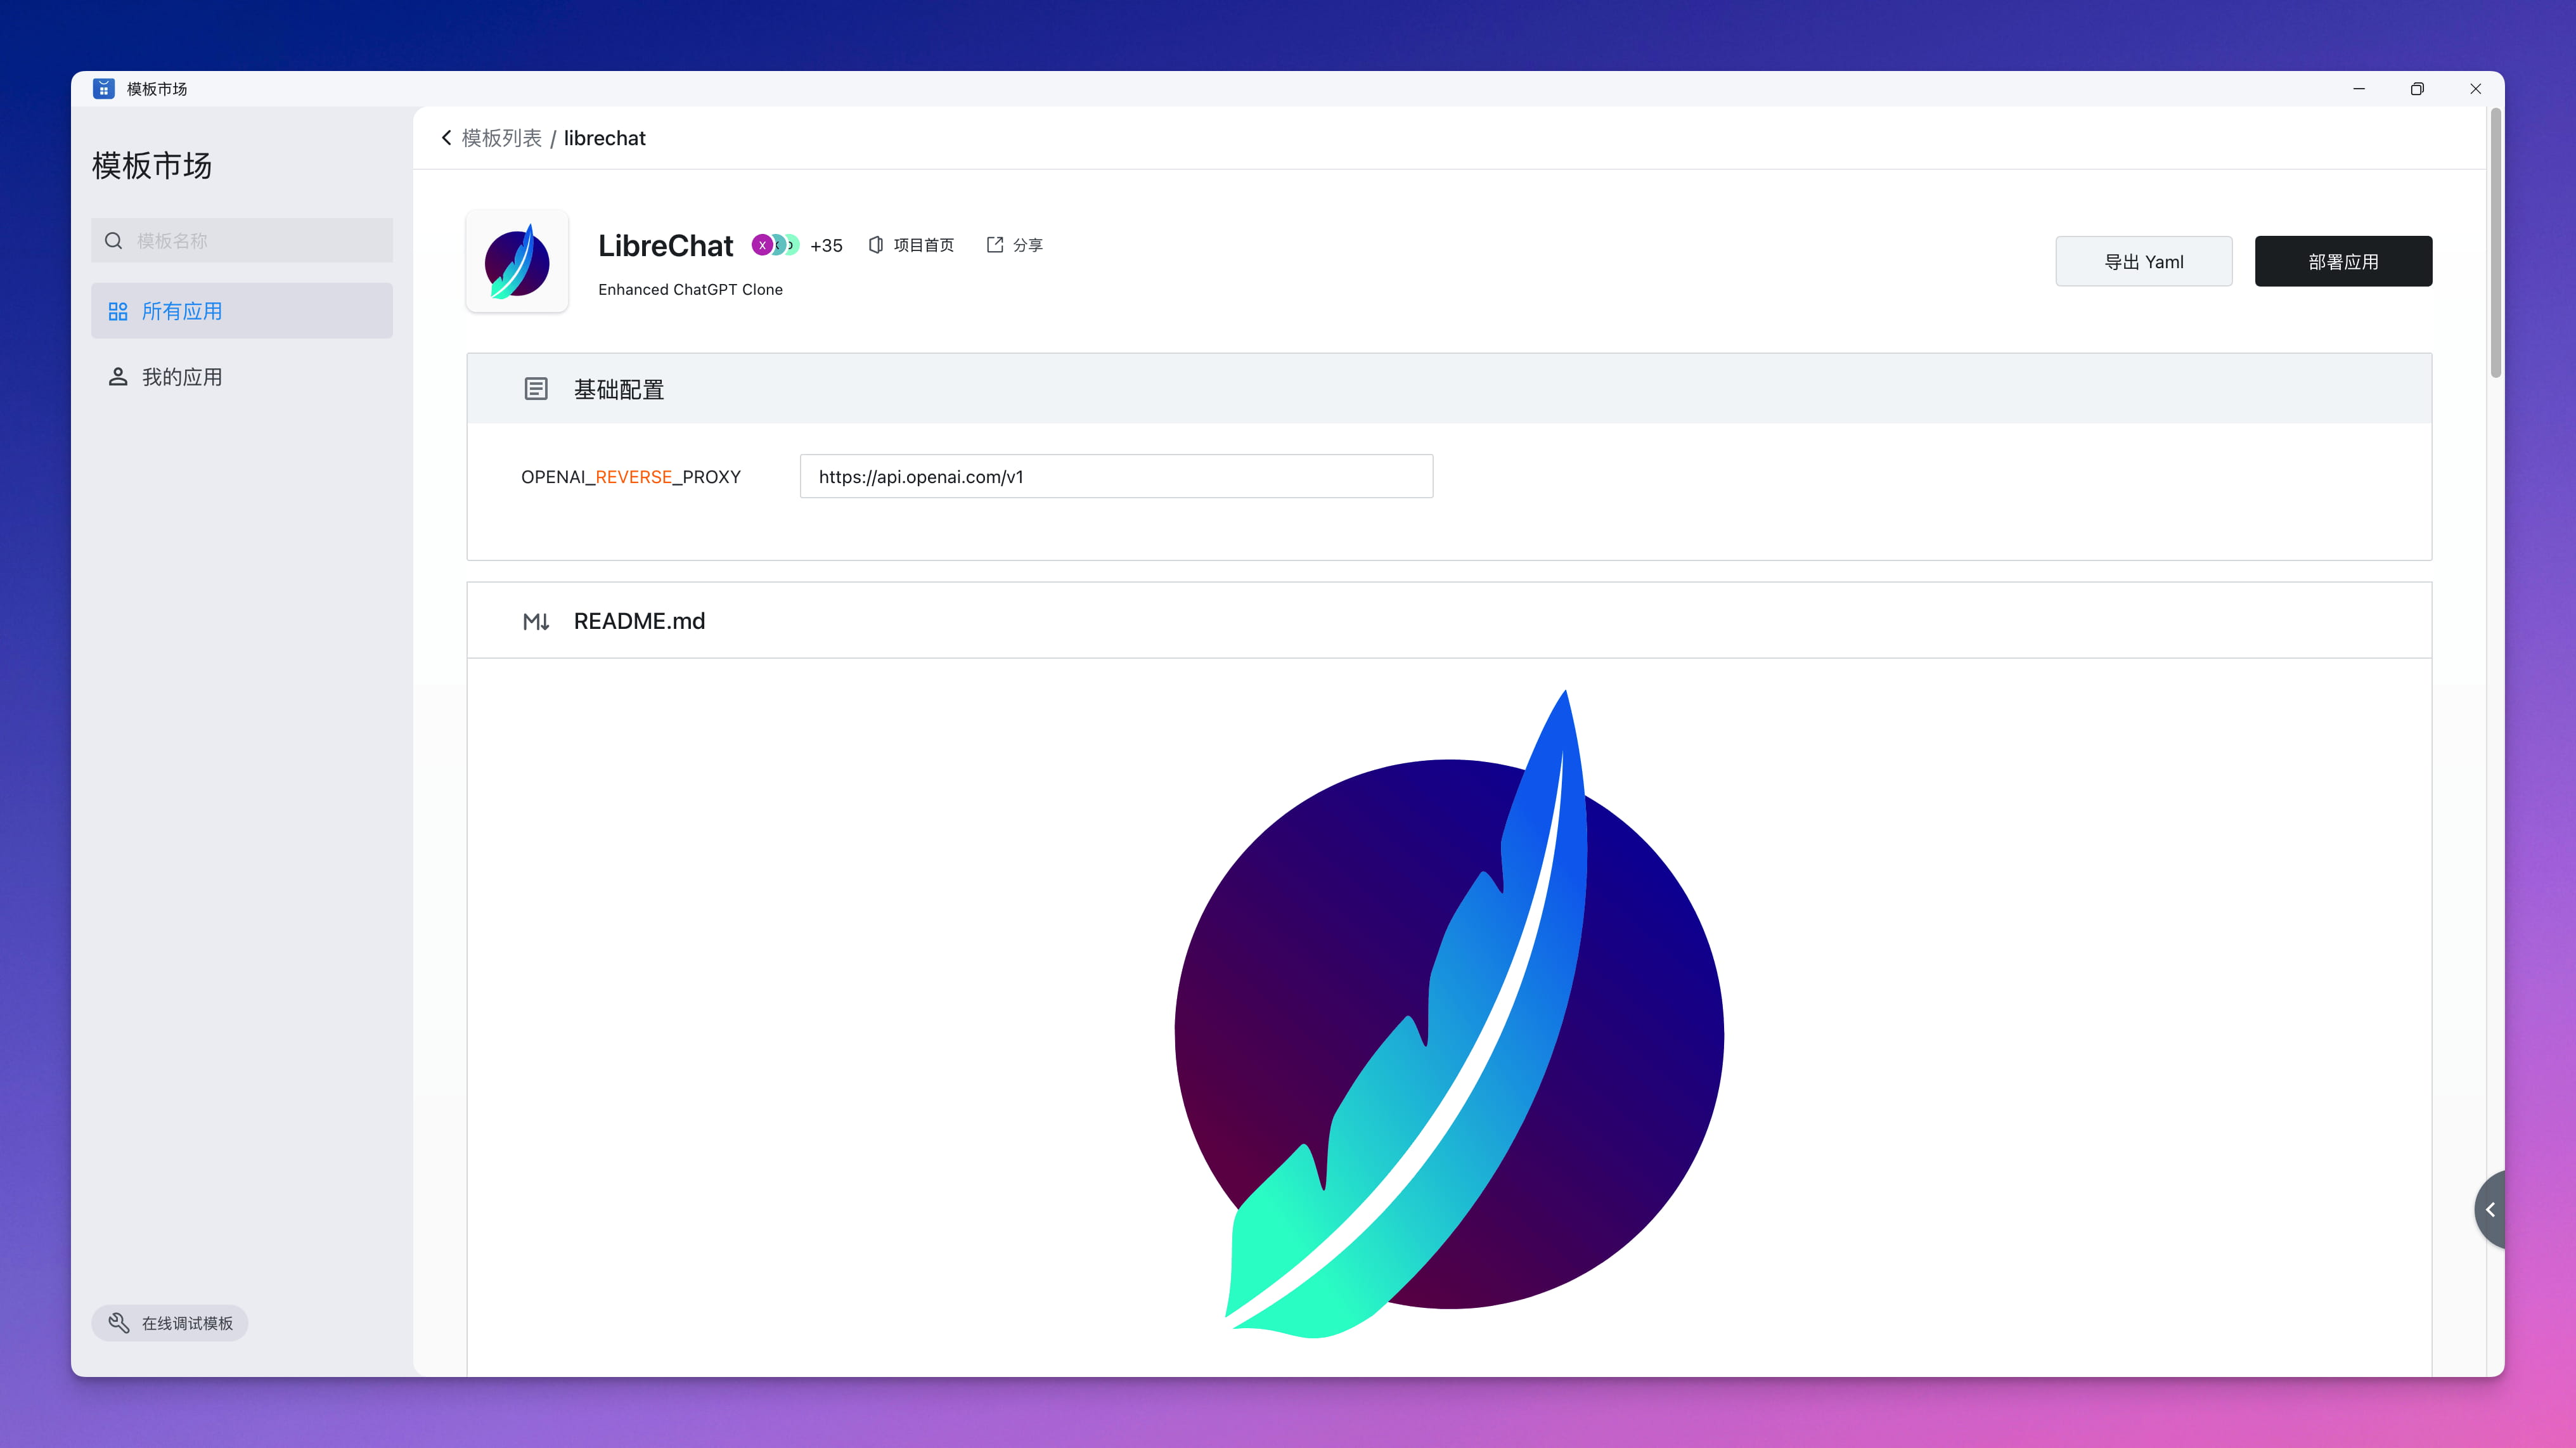 模板市场
模板市场
模板名称
所有应用
我的应用
在线调试模板
模板列表 / librechat
LibreChat X +35 项目首页 分享
Enhanced ChatGPT Clone
导出 Yaml 部署应用
基础配置
OPENAI_REVERSE_PROXY https://api.openai.com/v1
README.md